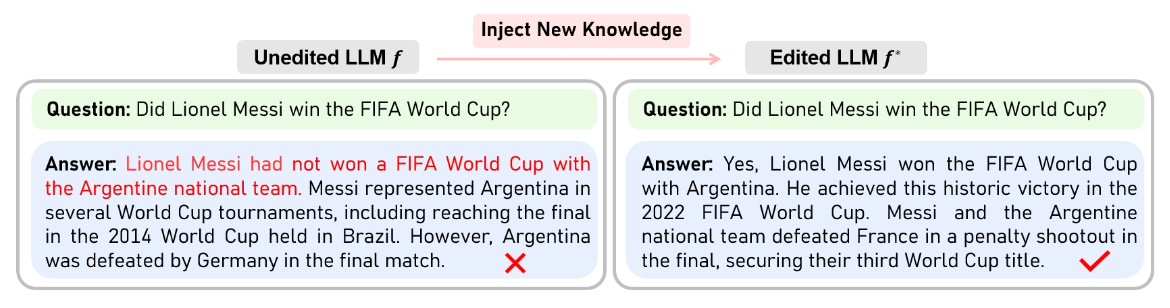 Inject New Knowledge
Unedited LLM f
Edited LLM f*
Question: Did Lionel Messi win the FIFA World Cup?
Answer: Lionel Messi had not won a FIFA World Cup with
the Argentine national team. Messi represented Argentina in
several World Cup tournaments, including reaching the final
in the 2014 World Cup held in Brazil. However, Argentina
was defeated by Germany in the final match.
Question: Did Lionel Messi win the FIFA World Cup?
Answer: Yes, Lionel Messi won the FIFA World Cup
with Argentina. He achieved this historic victory in the
2022 FIFA World Cup. Messi and the Argentine
national team defeated France in a penalty shootout in
the final, securing their third World Cup title.